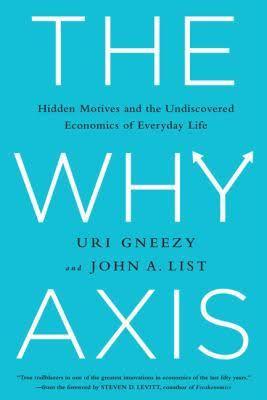 THE
Hidden Motives and the Undiscovered
Economics of Everyday Life
WHY
URI GNEEZY
and JOHN A. LIST
AXIS
"True trailblazers in one of the greatest innovations in economics of the last fifty years."
—from the foreword by STEVEN D. LEVITT, coauthor of Freakonomics